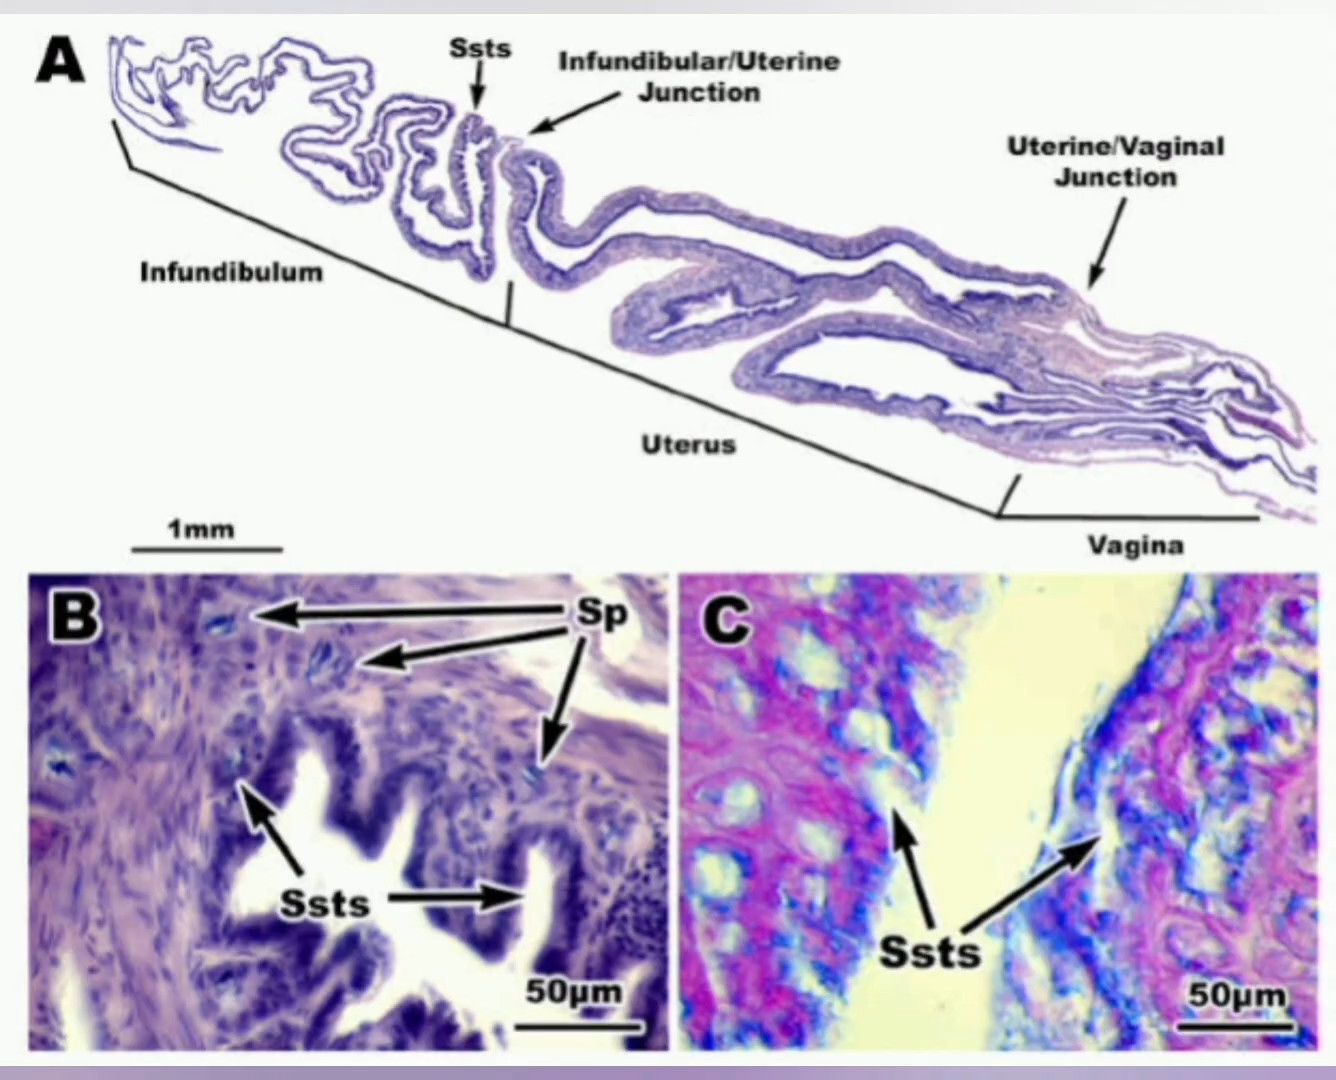 A
Ssts
Infundibular/Uterine
Junction
Uterine/Vaginal
Junction
Infundibulum
Uterus
1mm
Vagina
B
Sp
Ssts
50µm
C
Ssts
50µm